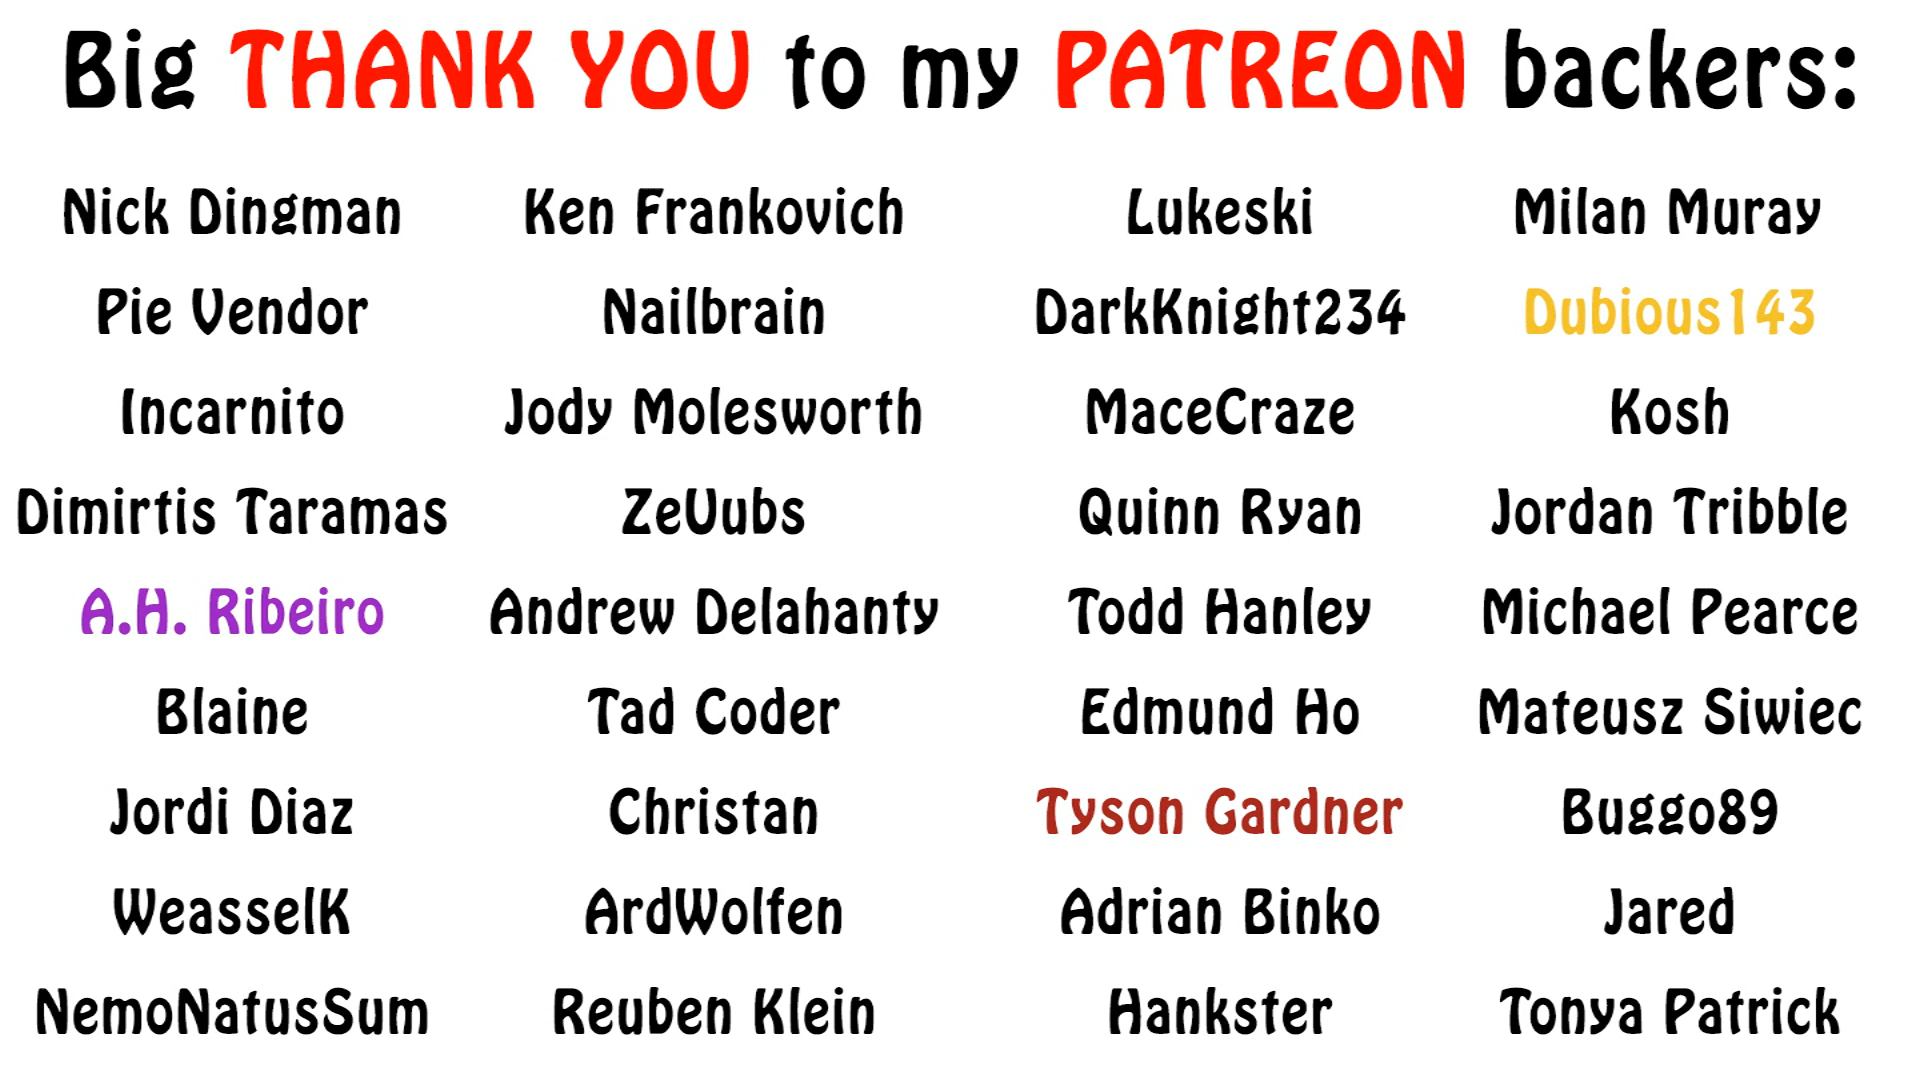 Big THANK YOU to my PATREON backers:
Nick Dingman Ken Frankovich Lukeski Milan Muray
Pie Vendor Nailbrain DarkKnight234 Dubious143
Incarnito Jody Molesworth MaceCraze Kosh
Dimirtis Taramas ZeUubs Quinn Ryan Jordan Tribble
A.H. Ribeiro Andrew Delahanty Todd Hanley Michael Pearce
Blaine Tad Coder Edmund Ho Mateusz Siwiec
Jordi Diaz Christan Tyson Gardner Buggo89
WeasselK ArdWolfen Adrian Binko Jared
NemoNatusSum Reuben Klein Hankster Tonya Patrick